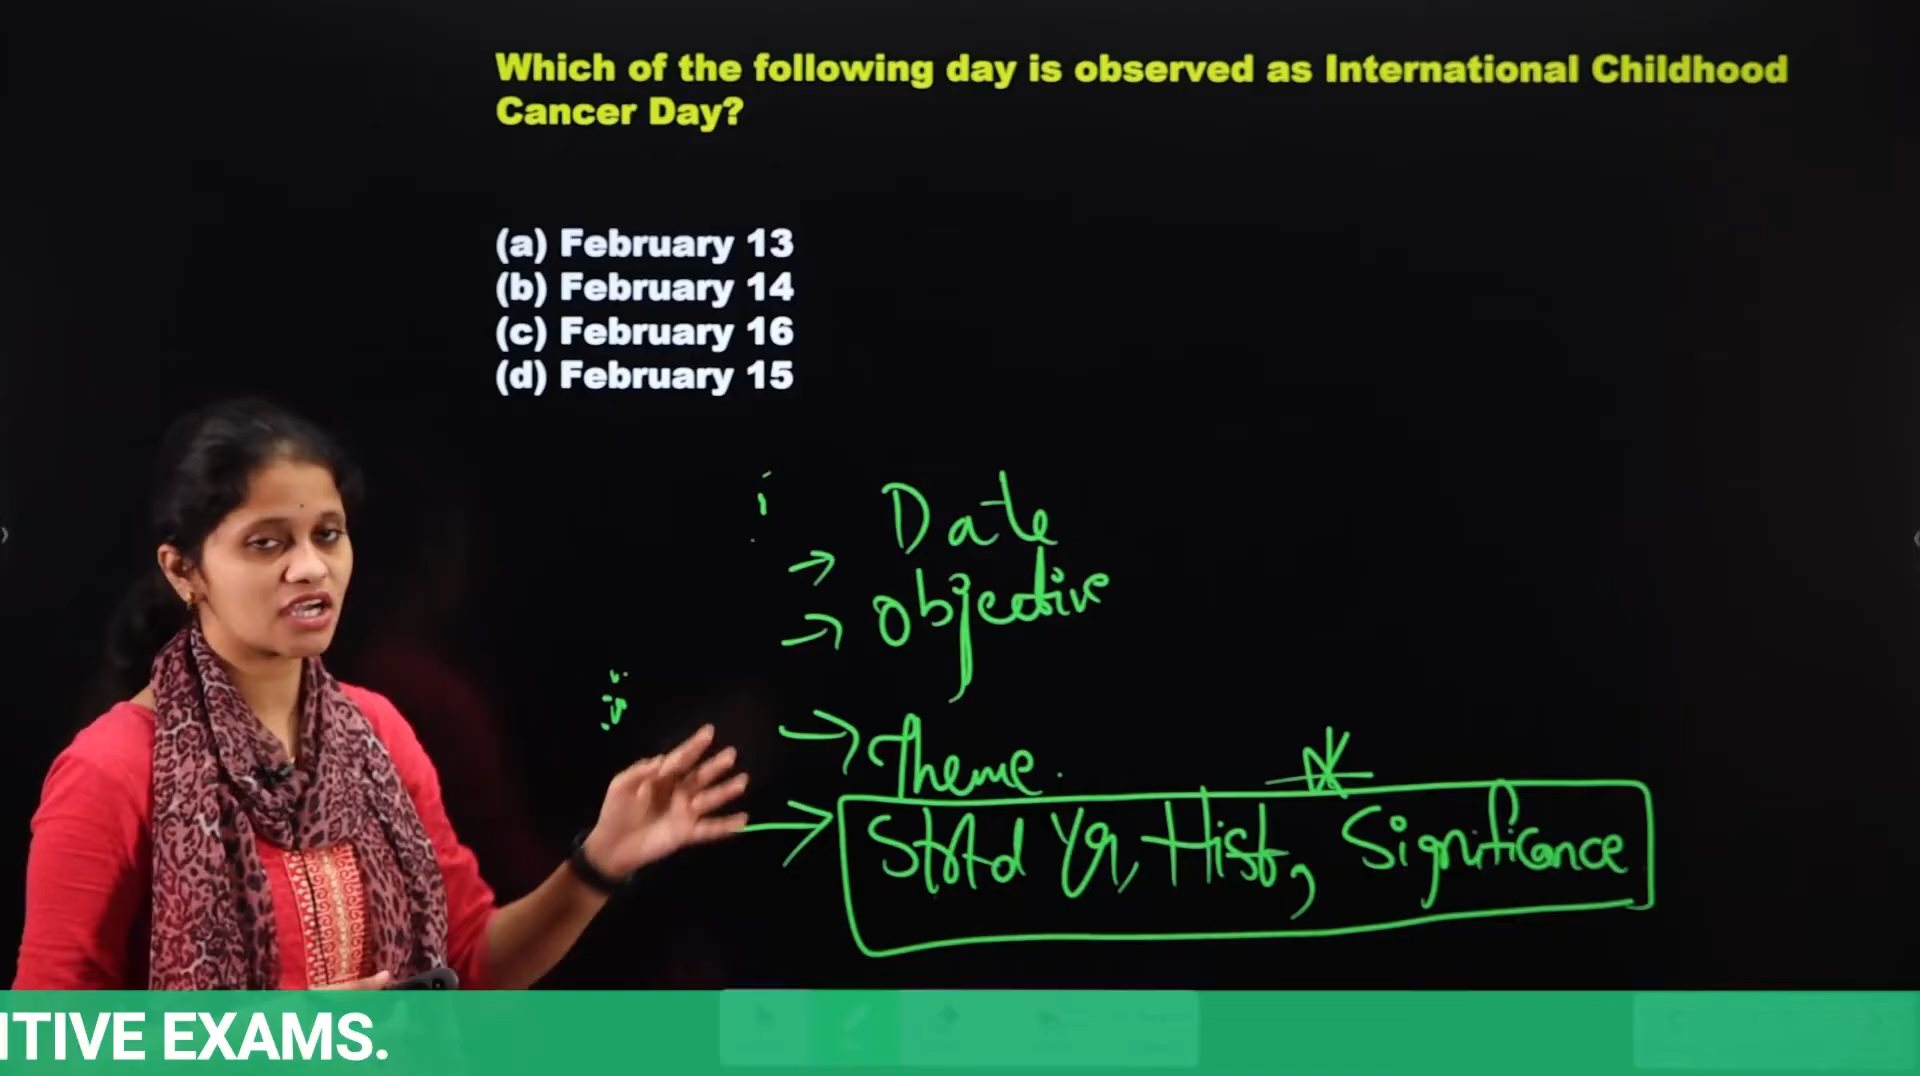 Which of the following day is observed as International Childhood
Cancer Day?
(a) February 13
(b) February 14
(c) February 16
(d) February 15
Date
→ Objective
→ Theme.
→ Strtd Yr, Hist, Significance
ITIVE EXAMS.